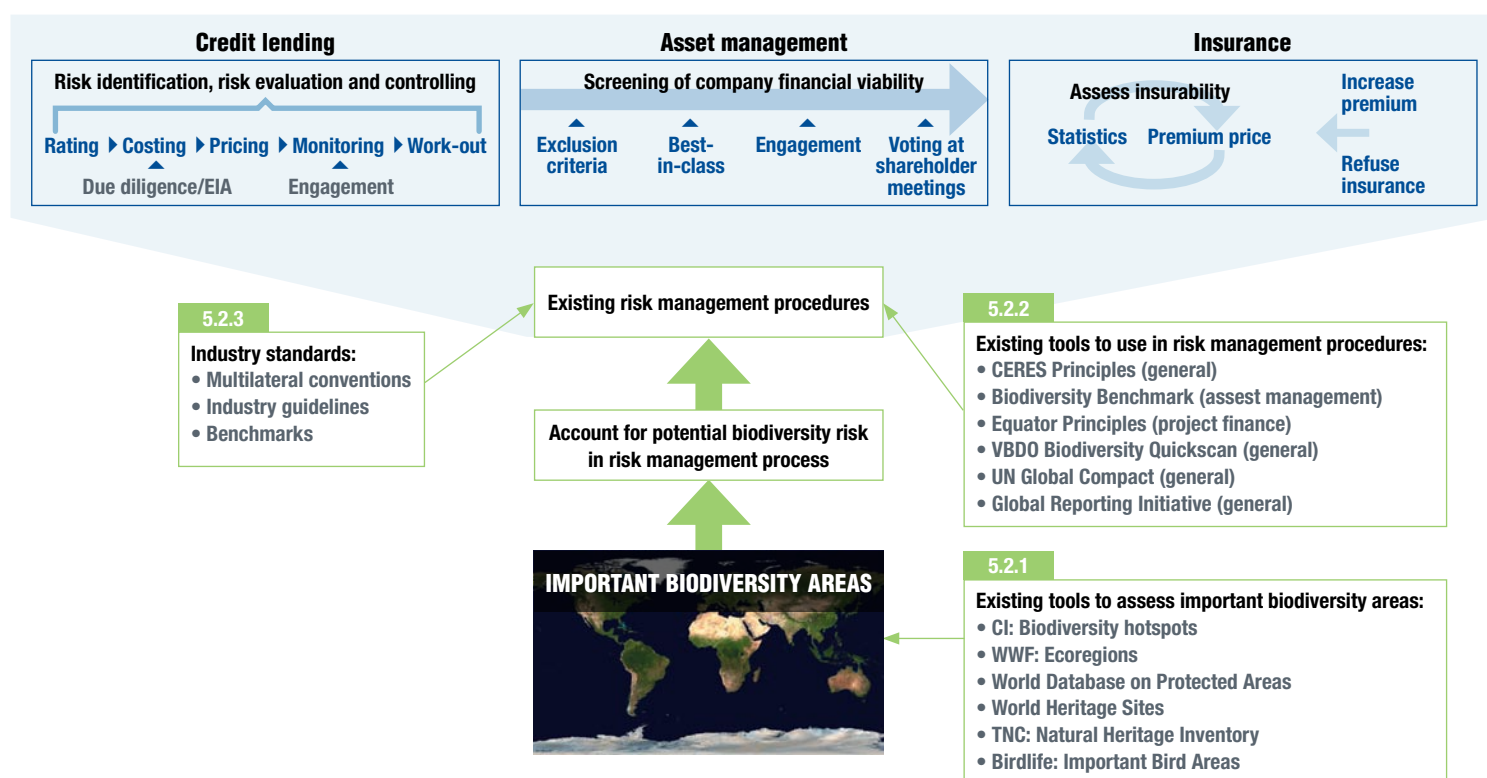 Credit lending
Risk identification, risk evaluation and controlling
Rating Costing Pricing Monitoring Work-out
Due diligence/EIA Engagement
Asset management
Screening of company financial viability
Exclusion
criteria
Best-
in-class
Engagement
Voting at
shareholder
meetings
Insurance
Assess insurability
Statistics Premium price
Increase
premium
Refuse
insurance
Existing risk management procedures
5.2.3
Industry standards:
• Multilateral conventions
• Industry guidelines
• Benchmarks
5.2.2
Existing tools to use in risk management procedures:
• CERES Principles (general)
• Biodiversity Benchmark (assest management)
• Equator Principles (project finance)
• VBDO Biodiversity Quickscan (general)
• UN Global Compact (general)
• Global Reporting Initiative (general)
Account for potential biodiversity risk
in risk management process
IMPORTANT BIODIVERSITY AREAS
5.2.1
Existing tools to assess important biodiversity areas:
• CI: Biodiversity hotspots
• WWF: Ecoregions
• World Database on Protected Areas
• World Heritage Sites
• TNC: Natural Heritage Inventory
• Birdlife: Important Bird Areas